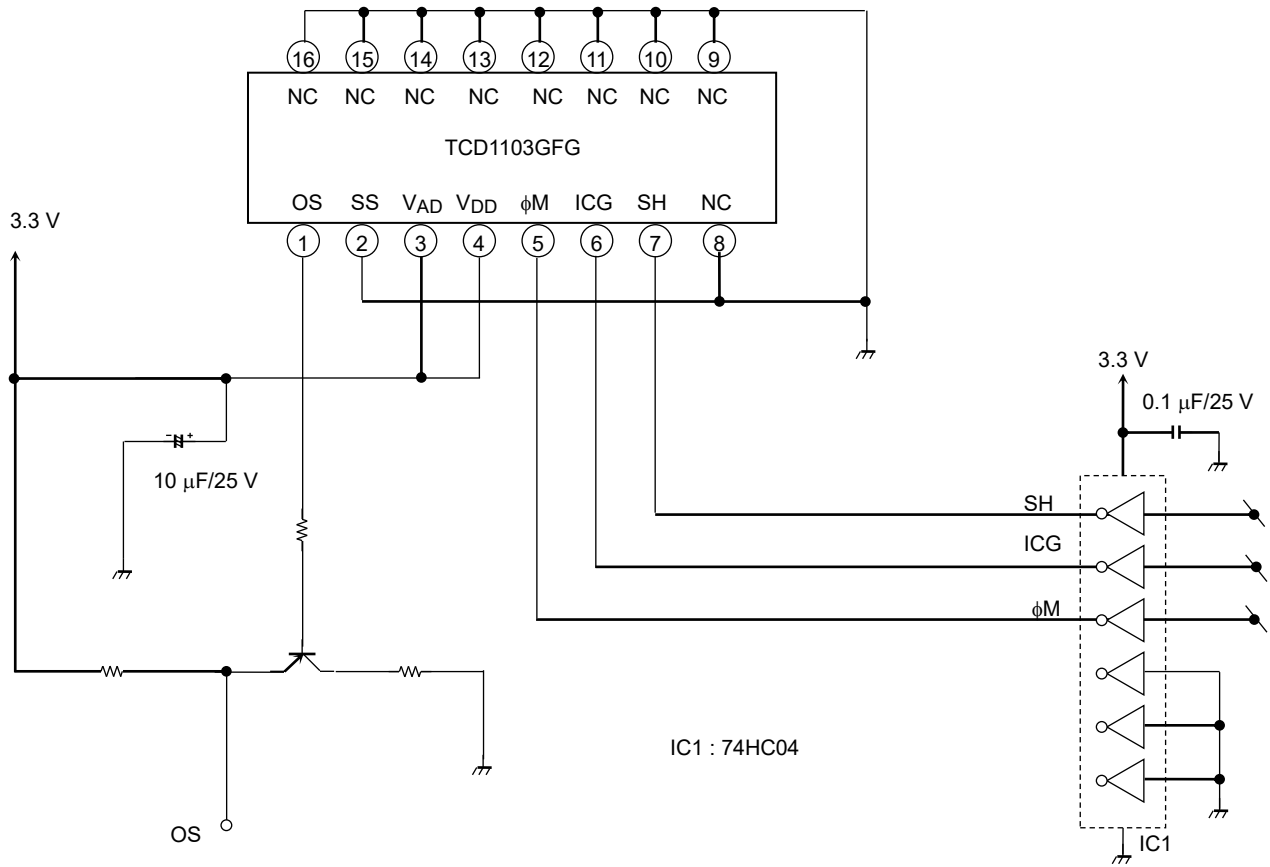 16 15 14 13 12 11 10 9
NC NC NC NC NC NC NC NC
TCD1103GFG
OS SS VAD VDD ϕM ICG SH NC
1 2 3 4 5 6 7 8
3.3 V
3.3 V
0.1 μF/25 V
- +
10 μF/25 V
SH
ICG
ϕM
IC1 : 74HC04
OS
IC1